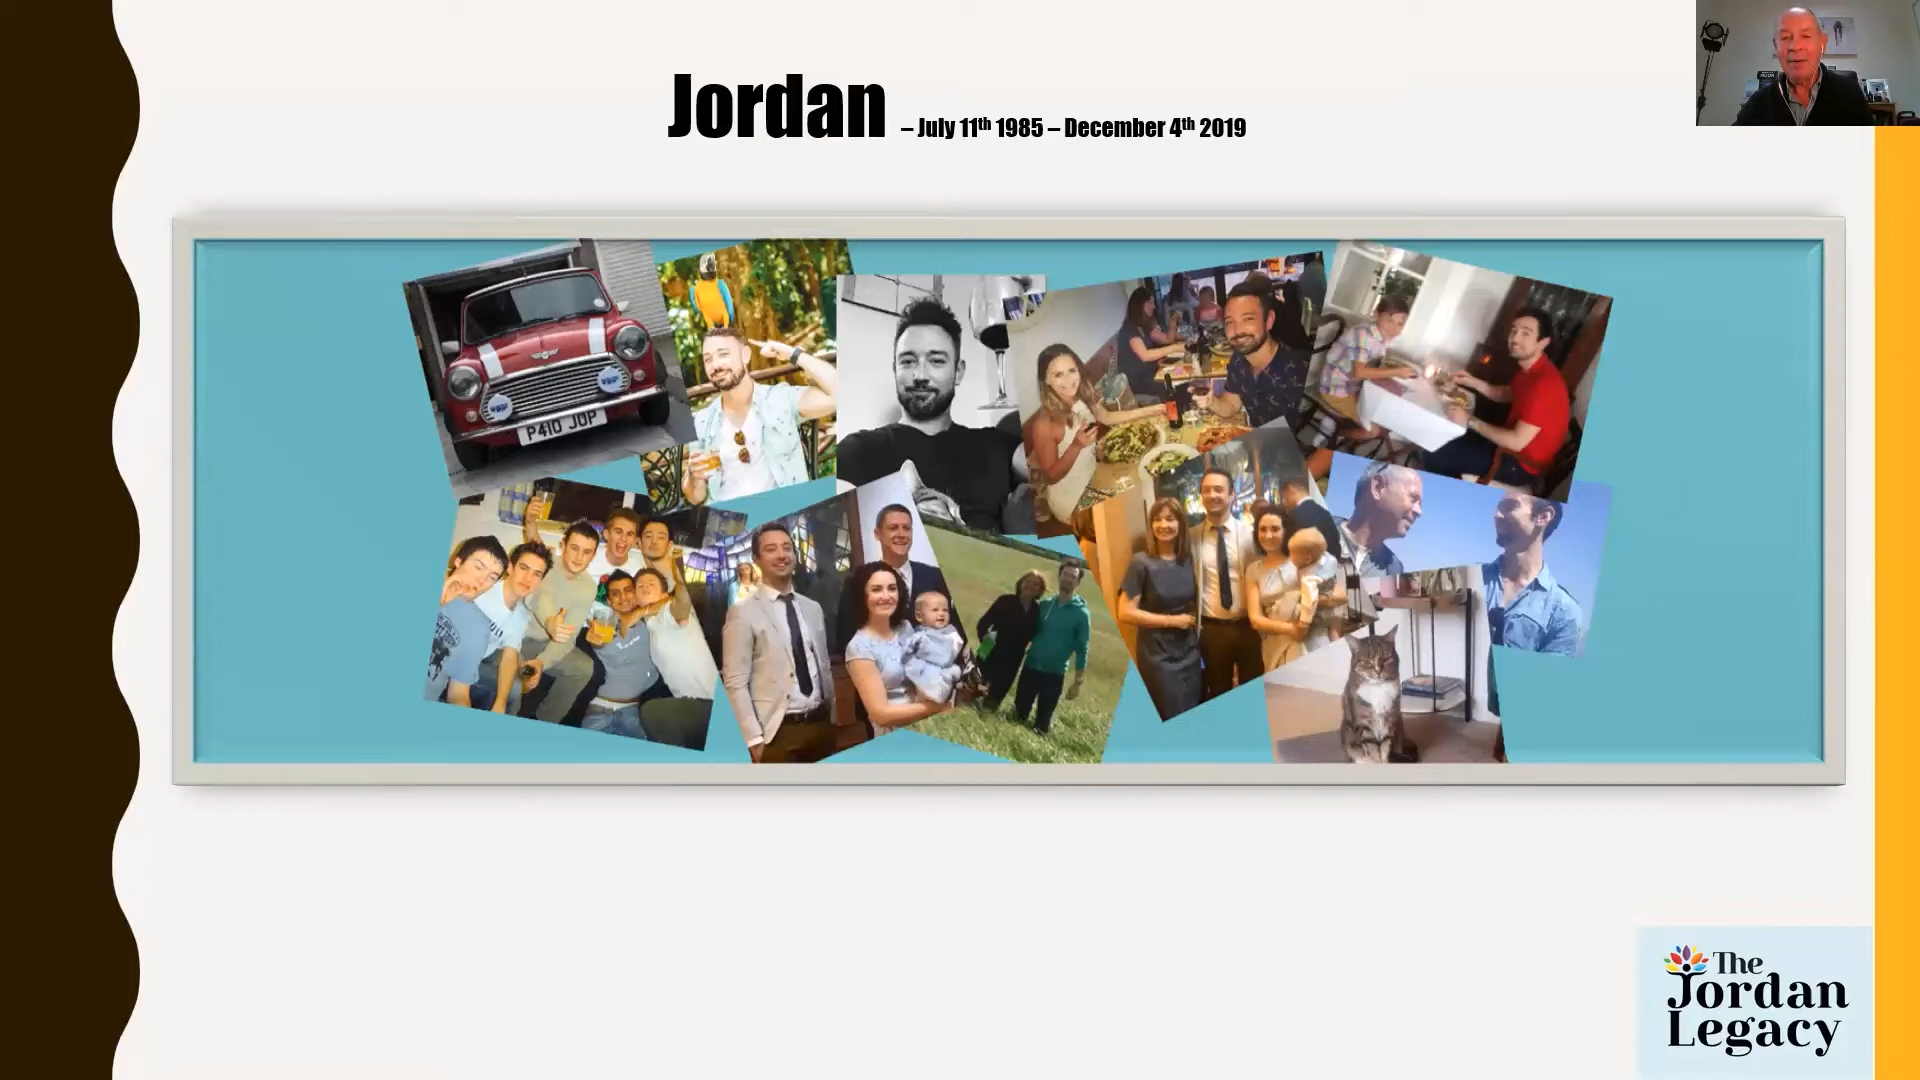 Jordan – July 11th 1985 – December 4th 2019
P410 JOP
The
Jordan
Legacy